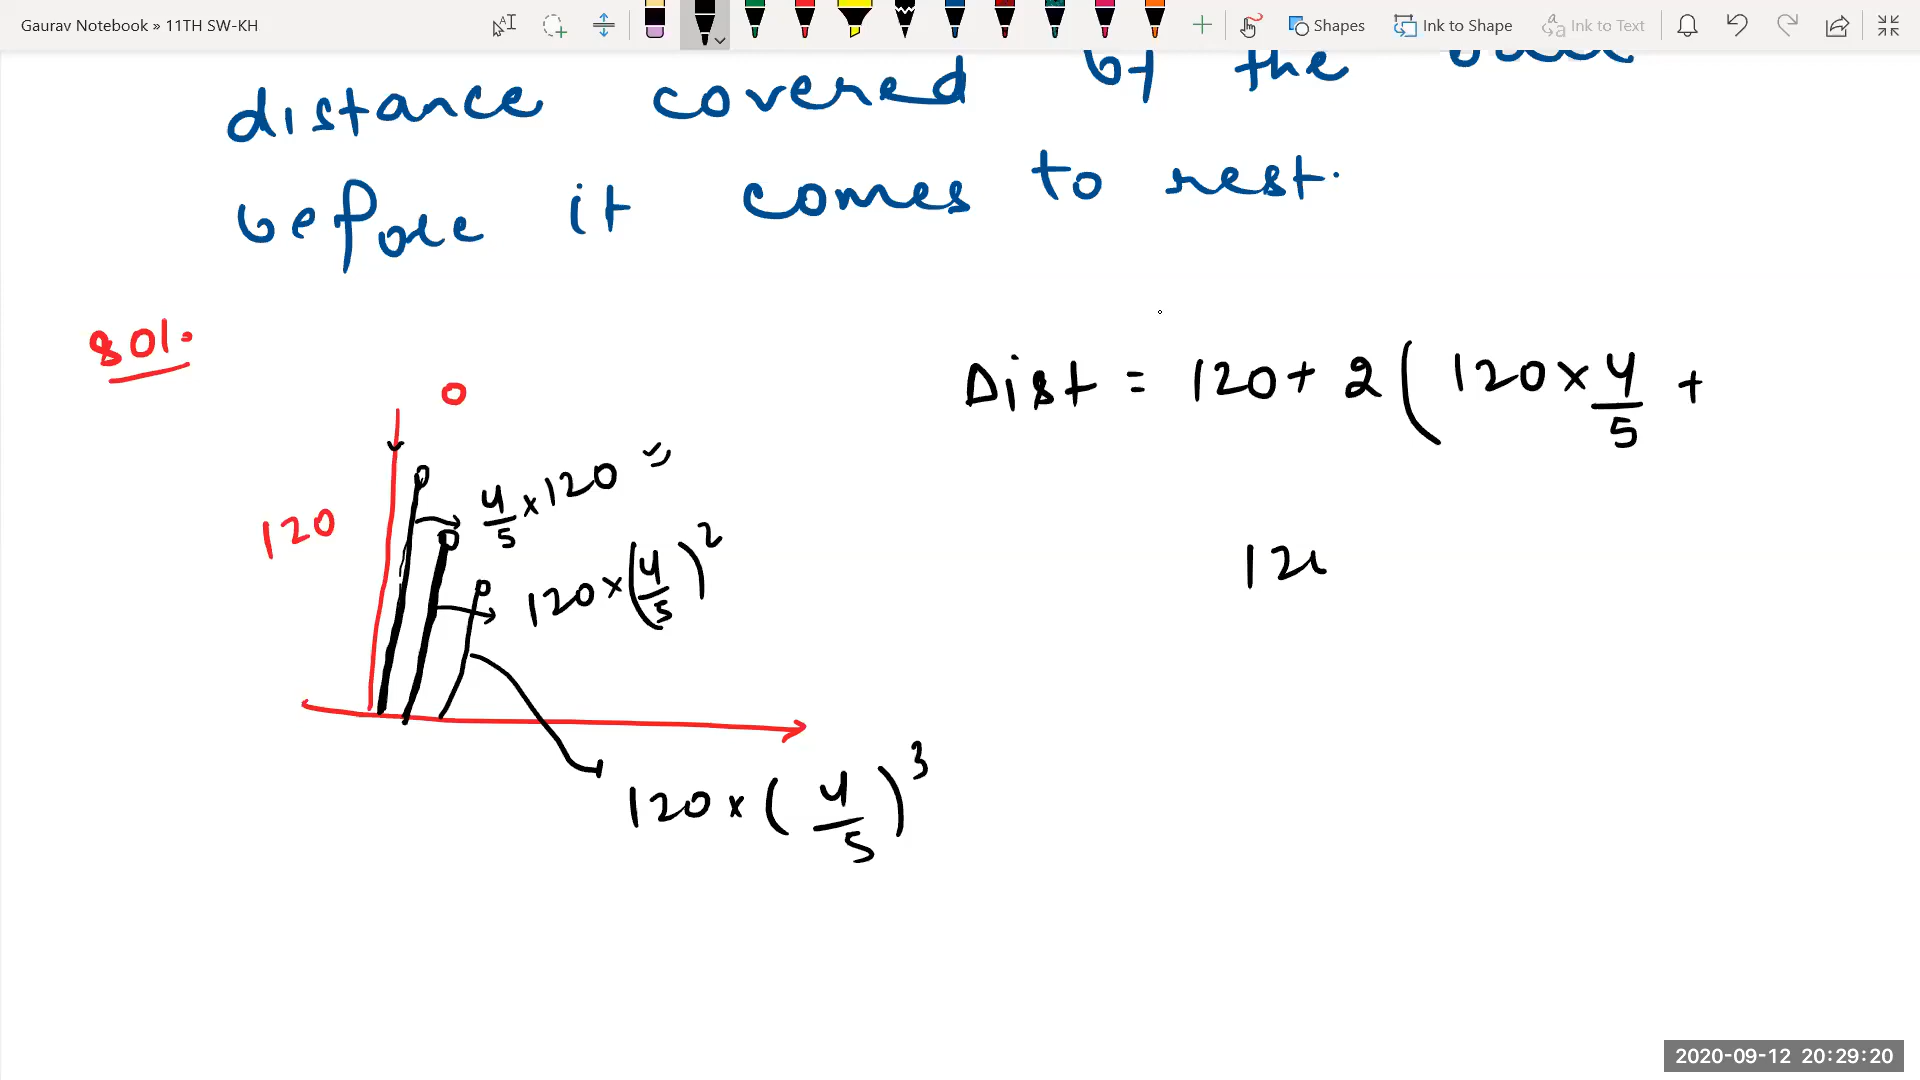 Gaurav Notebook » 11TH SW-KH
Shapes
Ink to Shape
Ink to Text
distance covered by the
before it comes to rest.
Sol.
Dist = 120 + 2 ( 120 × 4/5 +
120
4/5 × 120 =
120 × (4/5)^2
120 × (4/5)^3
2020-09-12 20:29:20